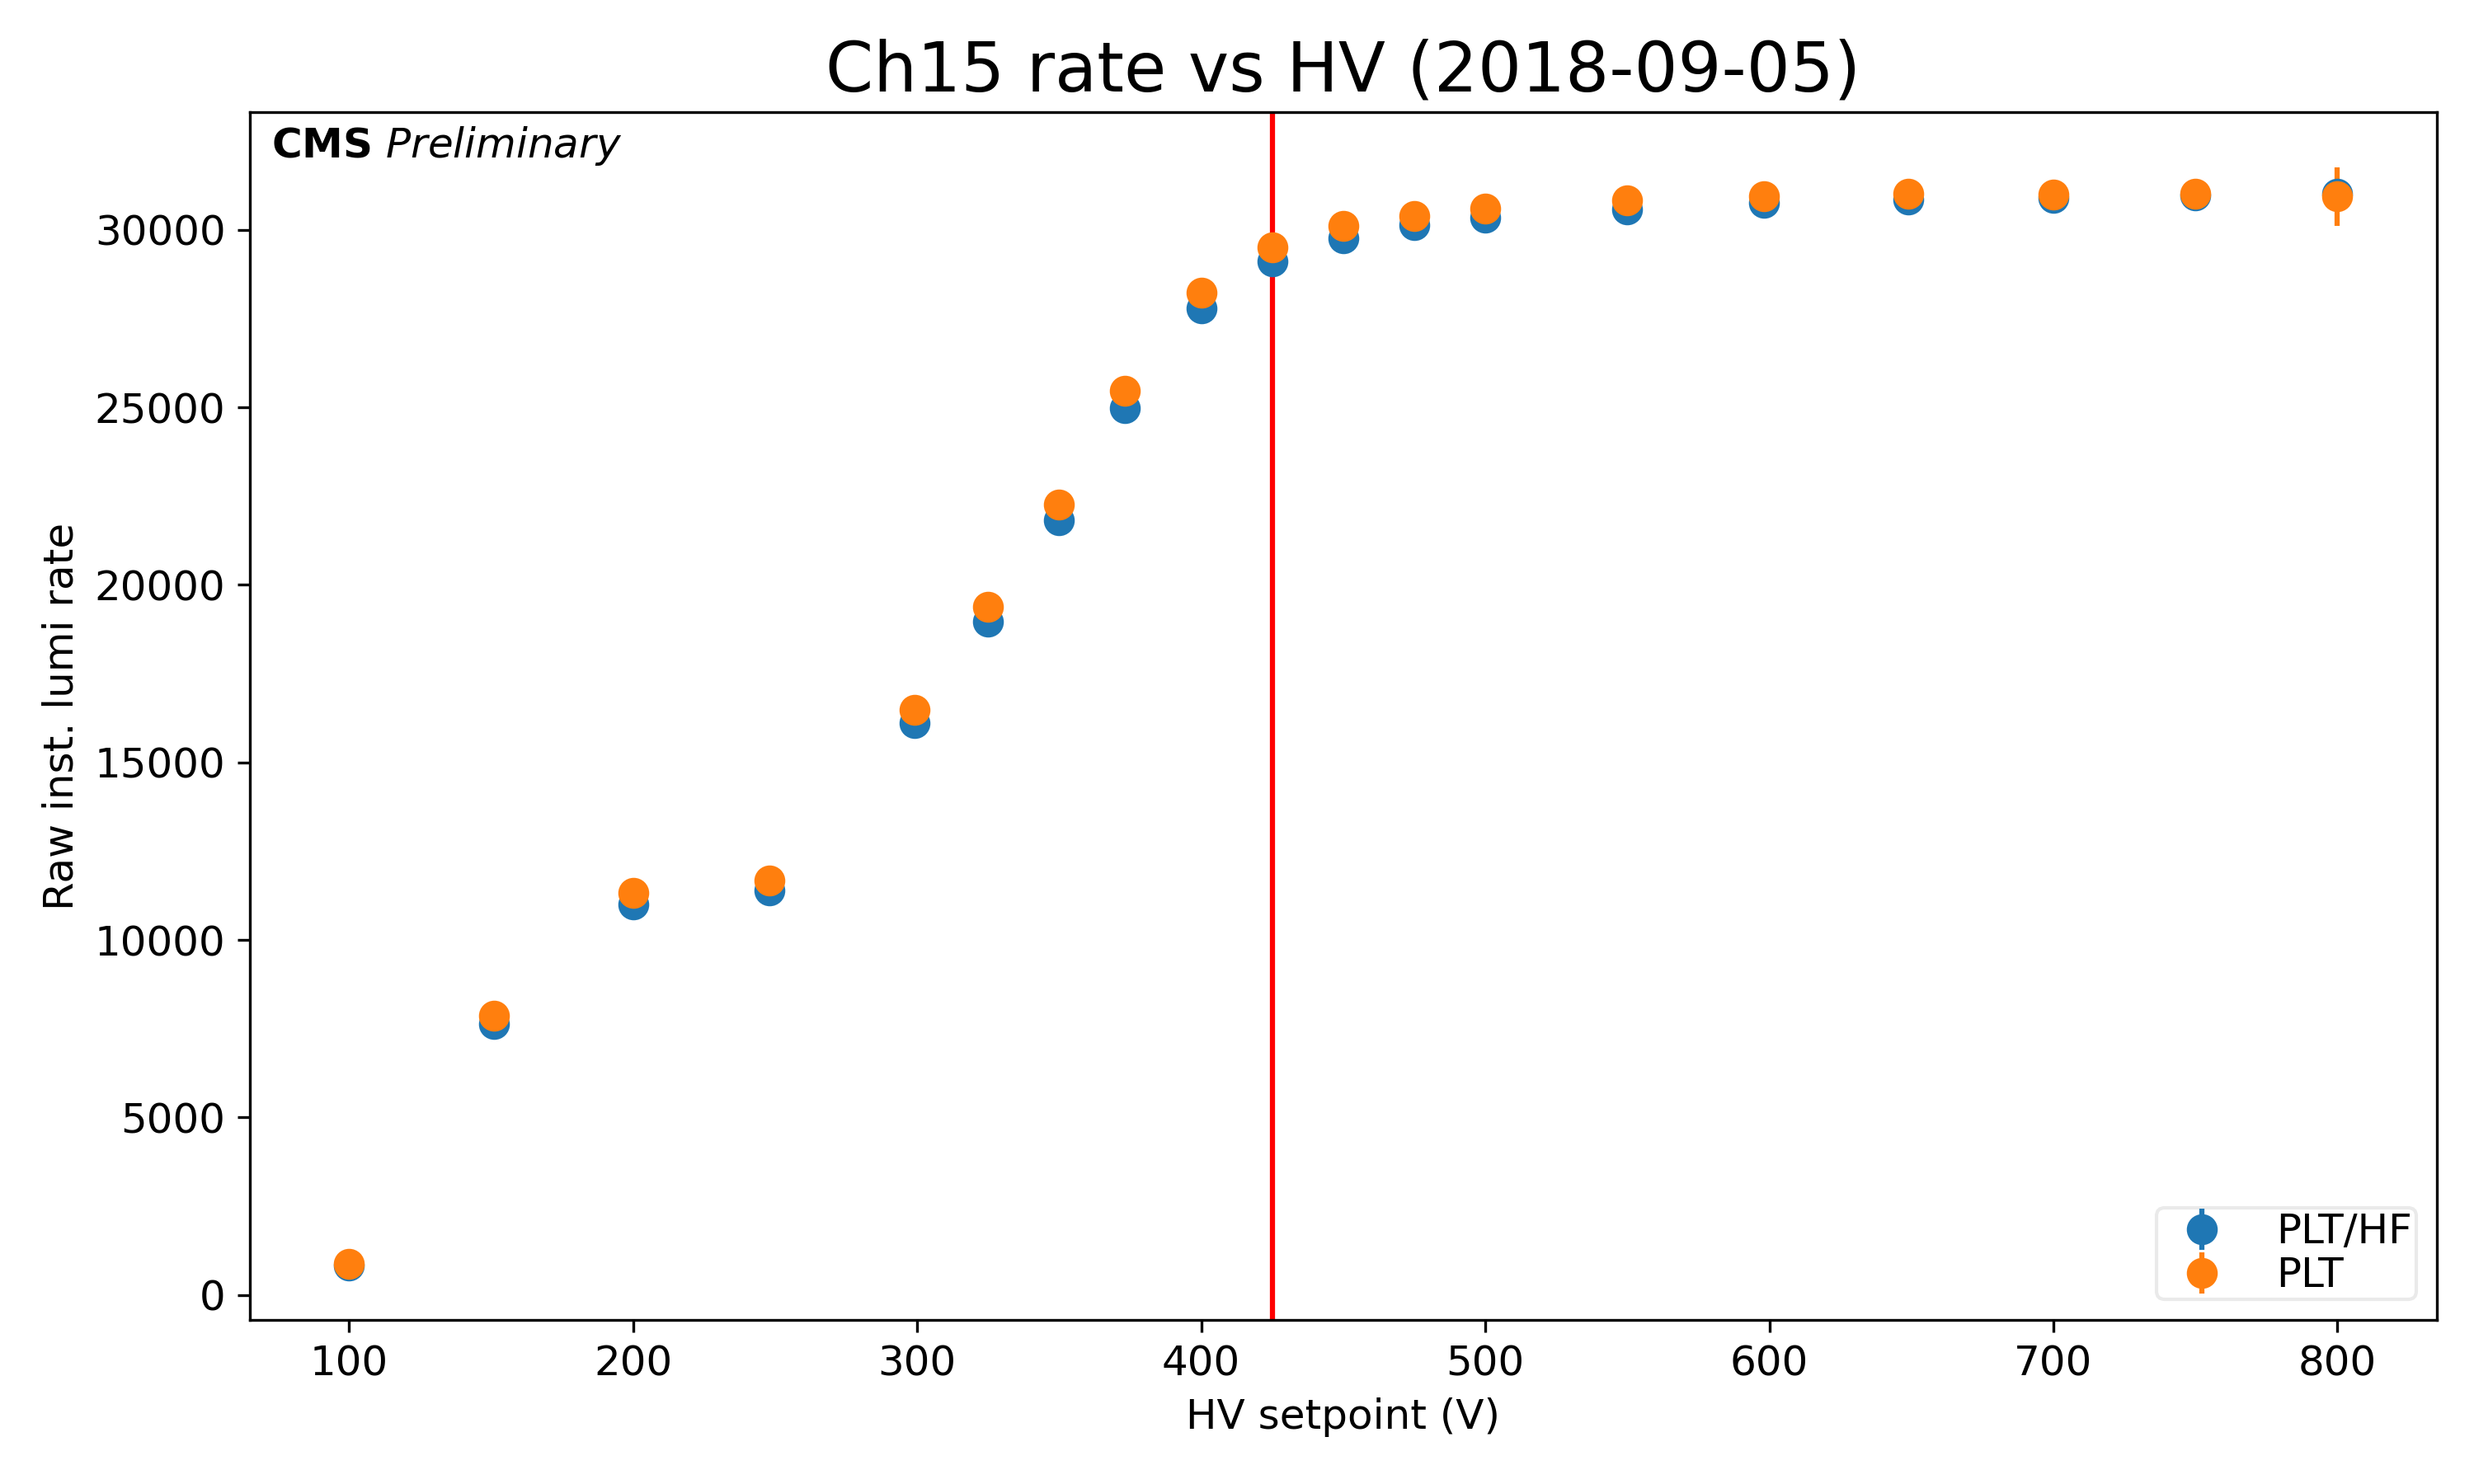 Ch15 rate vs HV (2018-09-05)
CMS Preliminary
30000
25000
20000
15000
10000
5000
0
Raw inst. lumi rate
PLT/HF
PLT
100 200 300 400 500 600 700 800
HV setpoint (V)